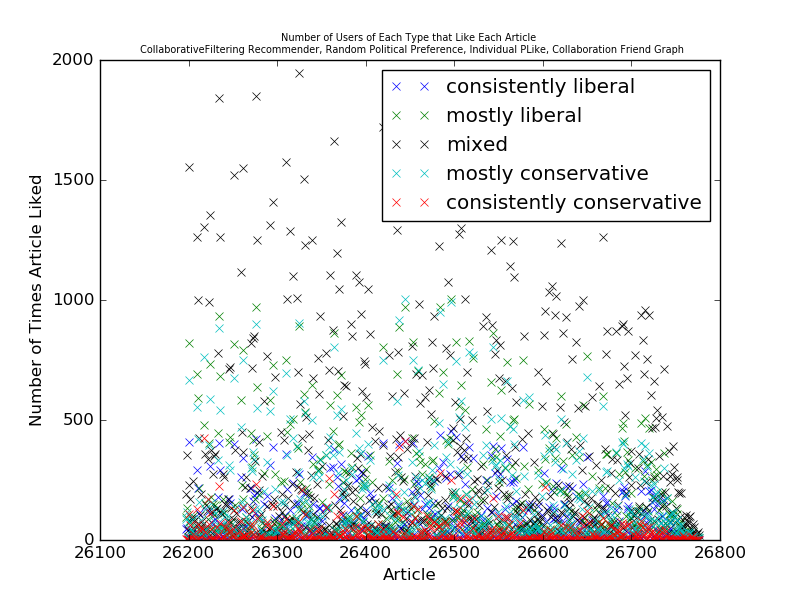 Number of Users of Each Type that Like Each Article
CollaborativeFiltering Recommender, Random Political Preference, Individual PLike, Collaboration Friend Graph
2000
1500
1000
500
0
Number of Times Article Liked
consistently liberal
mostly liberal
mixed
mostly conservative
consistently conservative
26100 26200 26300 26400 26500 26600 26700 26800
Article